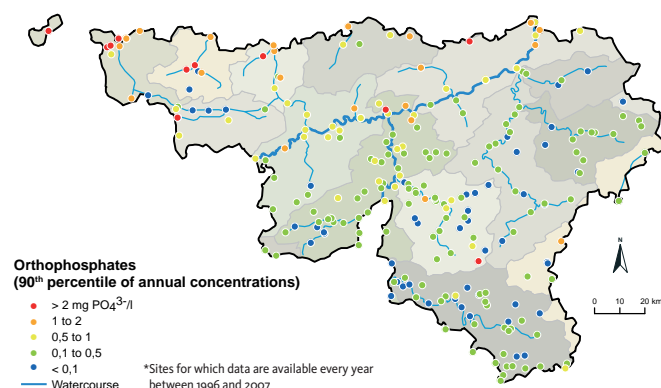 Orthophosphates
(90th percentile of annual concentrations)
> 2 mg PO4³⁻/l
1 to 2
0,5 to 1
0,1 to 0,5
< 0,1
Watercourse
*Sites for which data are available every year
between 1996 and 2007
N
0 10 20 km